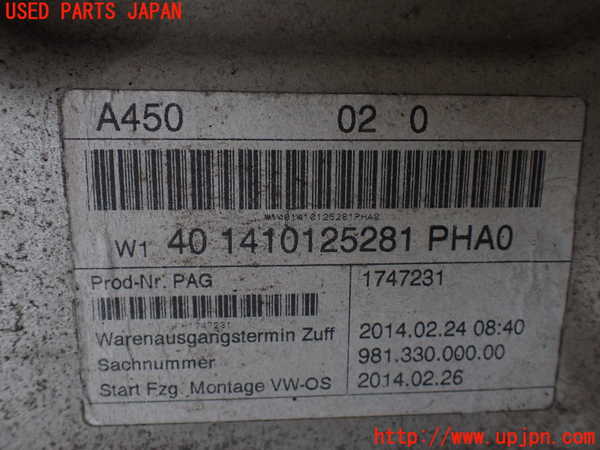 USED PARTS JAPAN
A450 02 0
W1401410125281PHA0
W1 40 1410125281 PHA0
Prod-Nr. PAG 1747231
1747231
Warenausgangstermin Zuff 2014.02.24 08:40
Sachnummer 981.330.000.00
Start Fzg. Montage VW-OS 2014.02.26
http://www.upjpn.com/